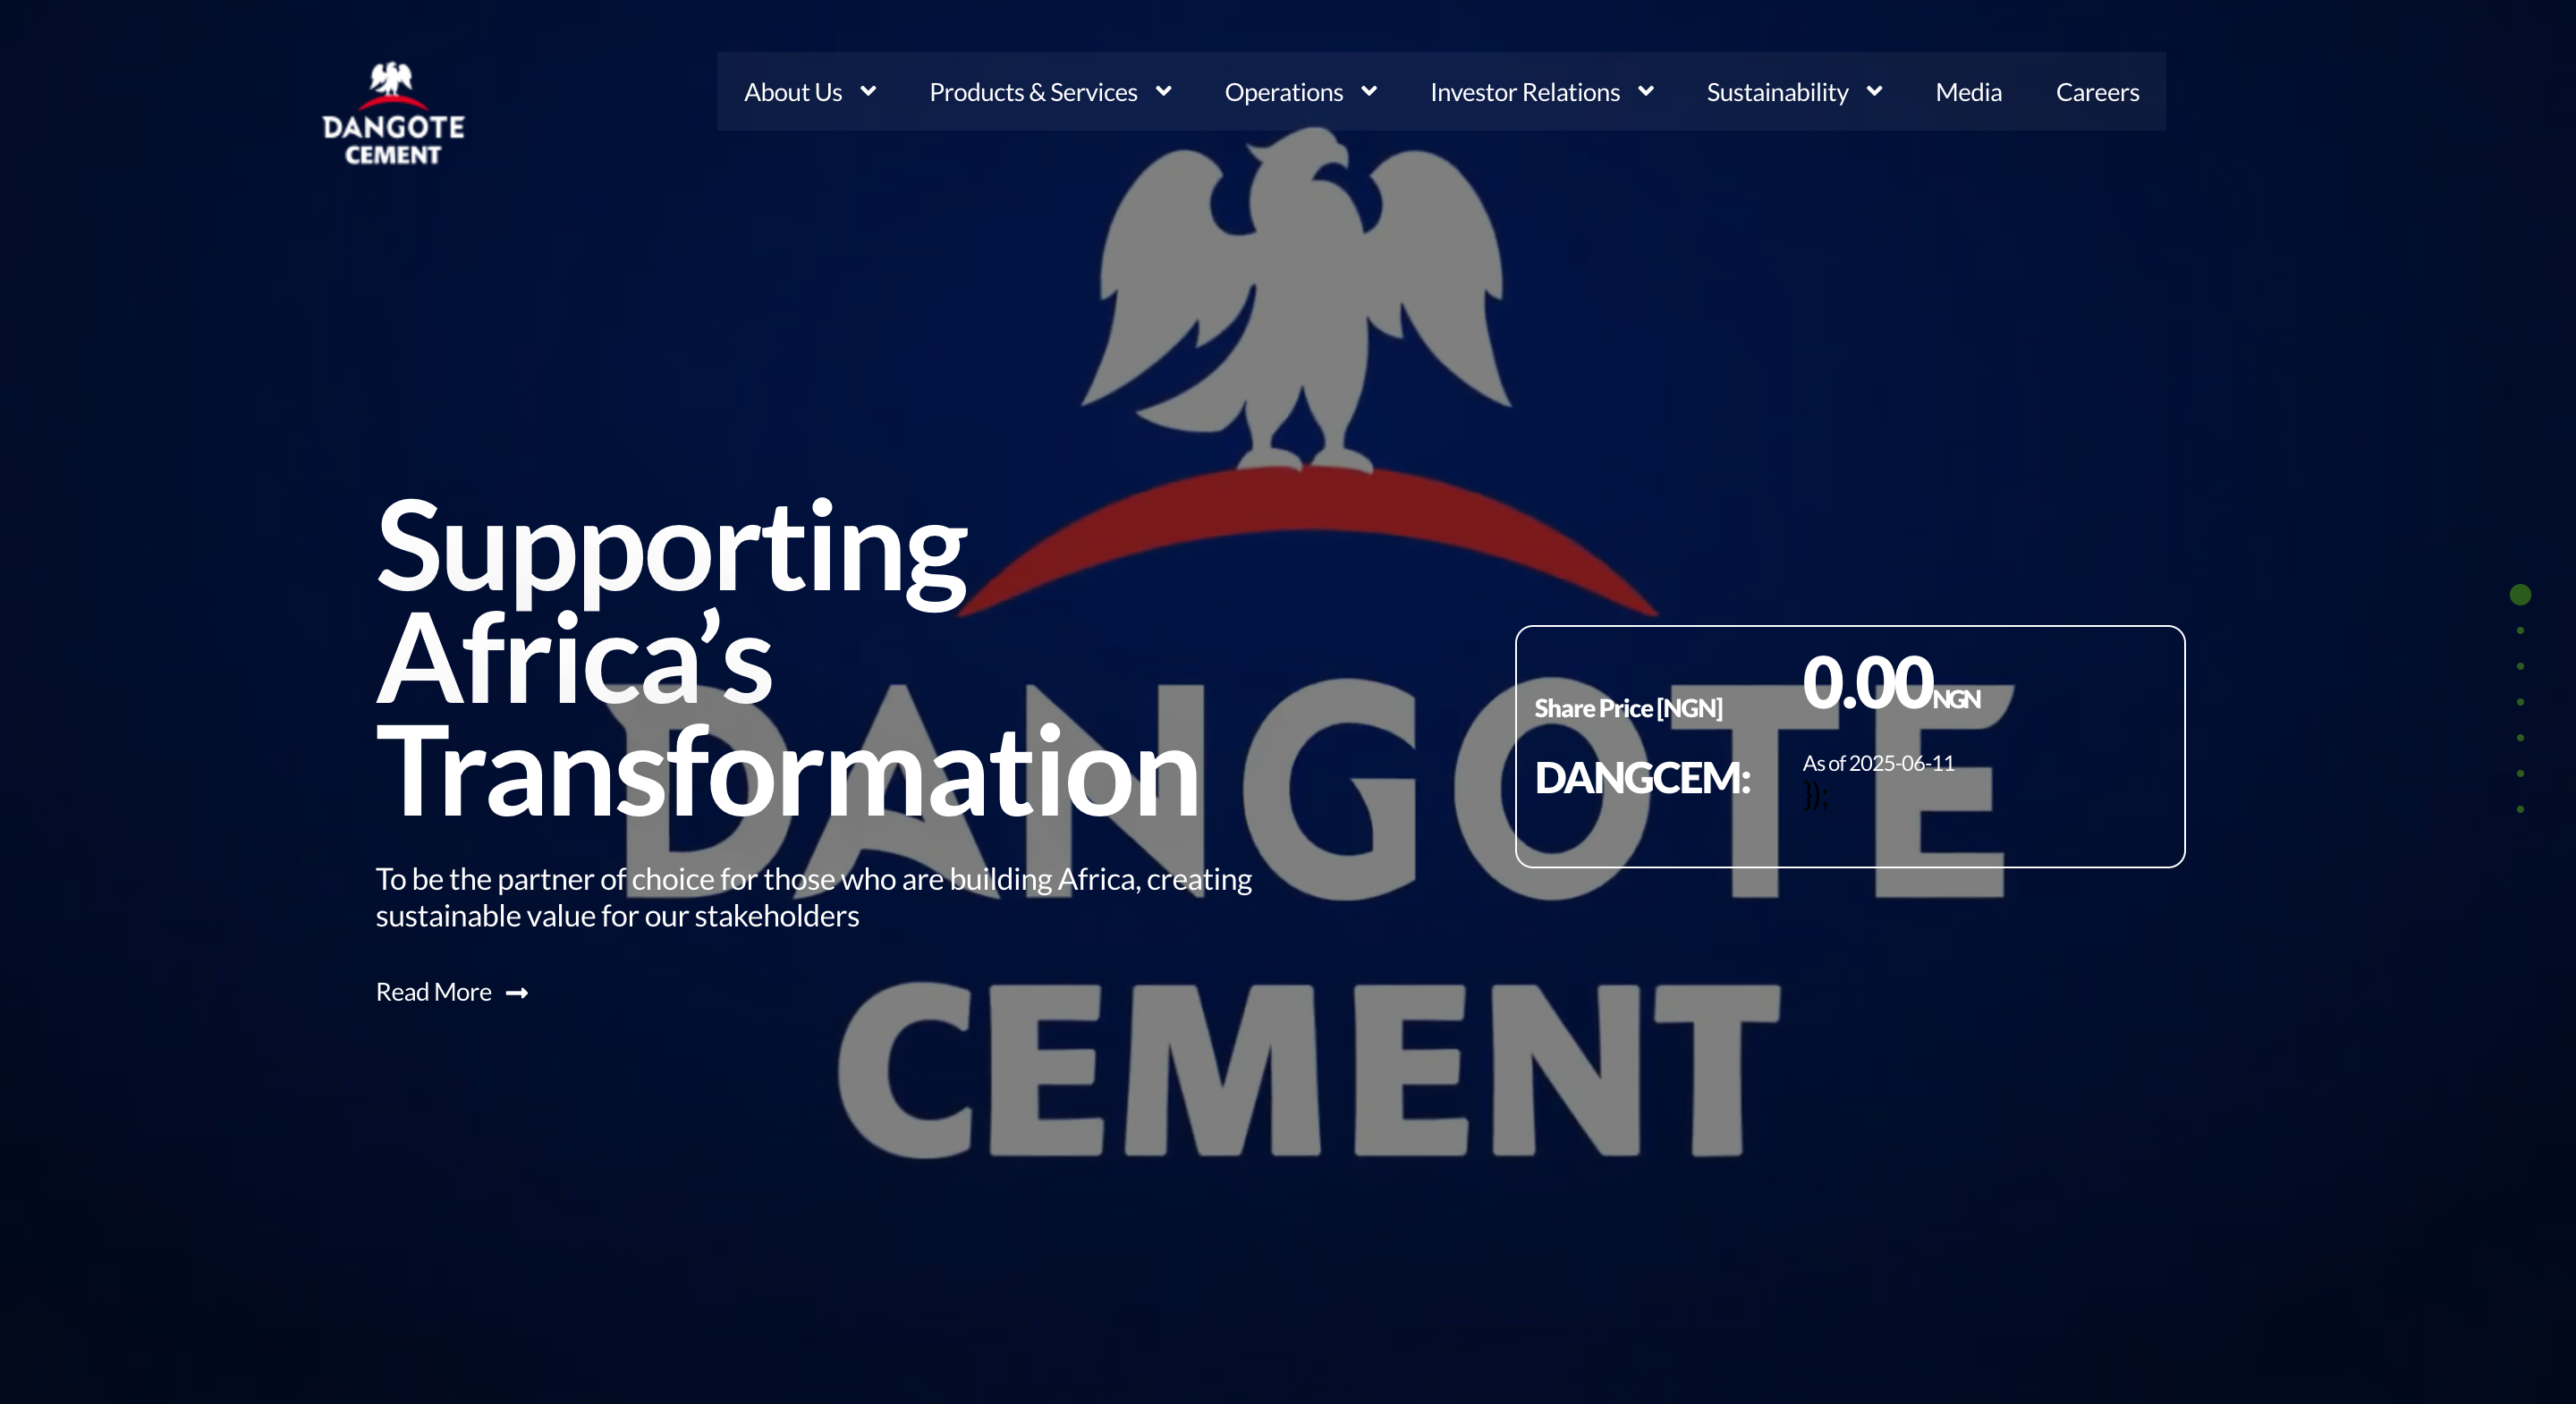 DANGOTE
CEMENT
About Us
Products & Services
Operations
Investor Relations
Sustainability
Media
Careers
Supporting
Africa’s
Transformation
To be the partner of choice for those who are building Africa, creating
sustainable value for our stakeholders
Read More
Share Price [NGN]
DANGCEM:
0.00NGN
As of 2025-06-11
});
DANGOTE
CEMENT